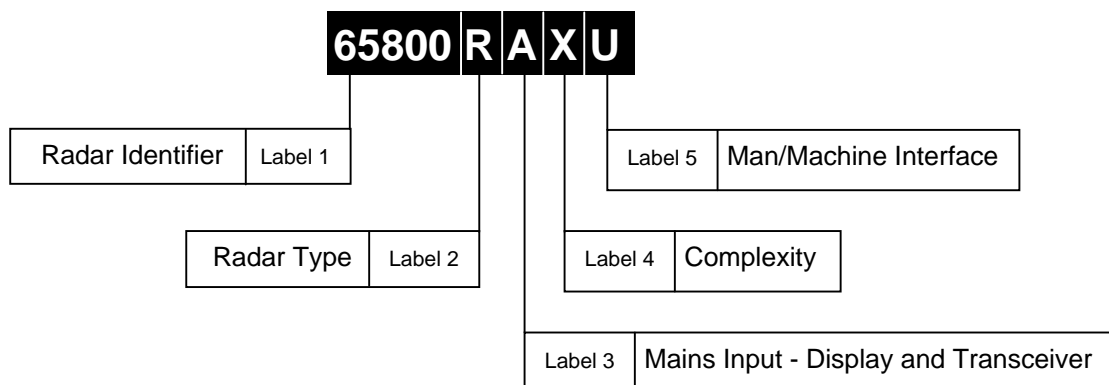 65800 R A X U
Radar Identifier Label 1
Label 5 Man/Machine Interface
Radar Type Label 2
Label 4 Complexity
Label 3 Mains Input - Display and Transceiver